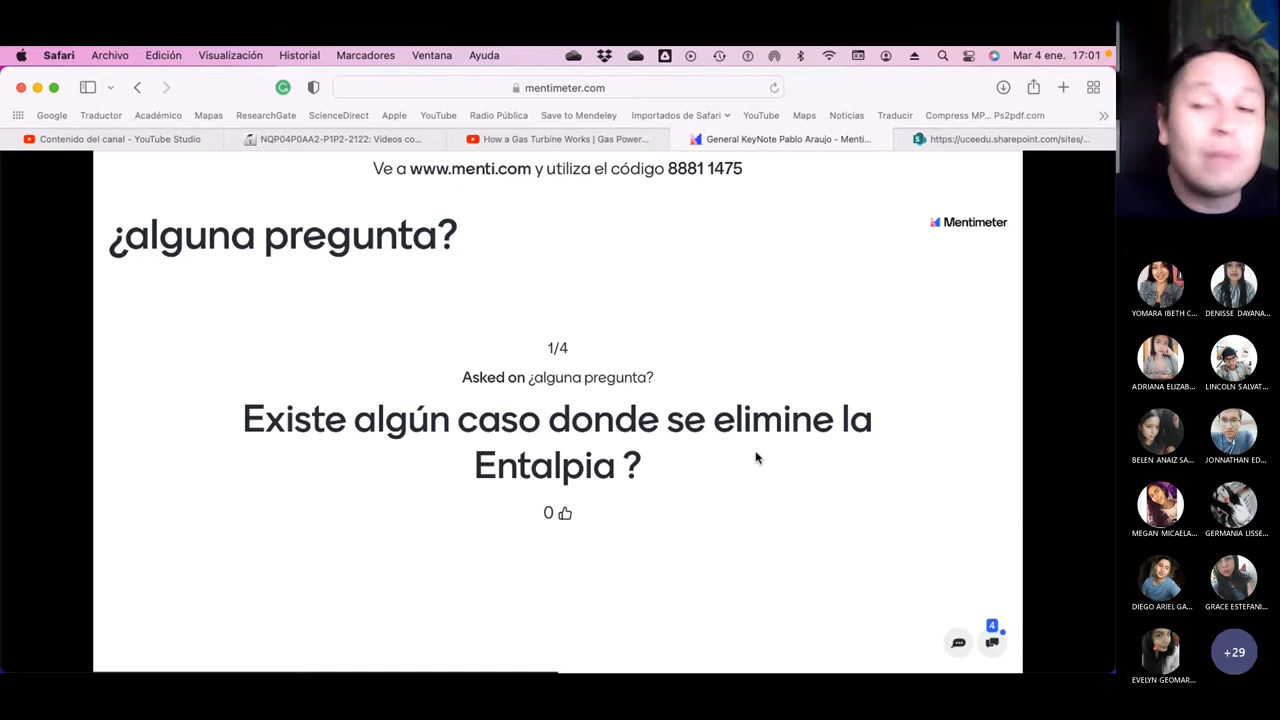 Safari Archivo Edición Visualización Historial Marcadores Ventana Ayuda Mar 4 ene. 17:01
mentimeter.com
Google Traductor Académico Mapas ResearchGate ScienceDirect Apple YouTube Radio Pública Save to Mendeley Importados de Safari YouTube Maps Noticias Traducir Compress MP... Ps2pdf.com
Contenido del canal - YouTube Studio NQP04P0AA2-P1P2-2122: Videos co... How a Gas Turbine Works | Gas Power... General KeyNote Pablo Araujo - Menti... https://uceedu.sharepoint.com/sites/...
Ve a www.menti.com y utiliza el código 8881 1475
Mentimeter
¿alguna pregunta?
1/4
Asked on ¿alguna pregunta?
Existe algún caso donde se elimine la
Entalpia ?
0
4
YOMARA IBETH C... DENISSE DAYANA...
ADRIANA ELIZAB... LINCOLN SALVAT...
BELEN ANAIZ SA... JONNATHAN ED...
MEGAN MICAELA... GERMANIA LISSE...
DIEGO ARIEL GA... GRACE ESTEFANI...
EVELYN GEOMAR... +29